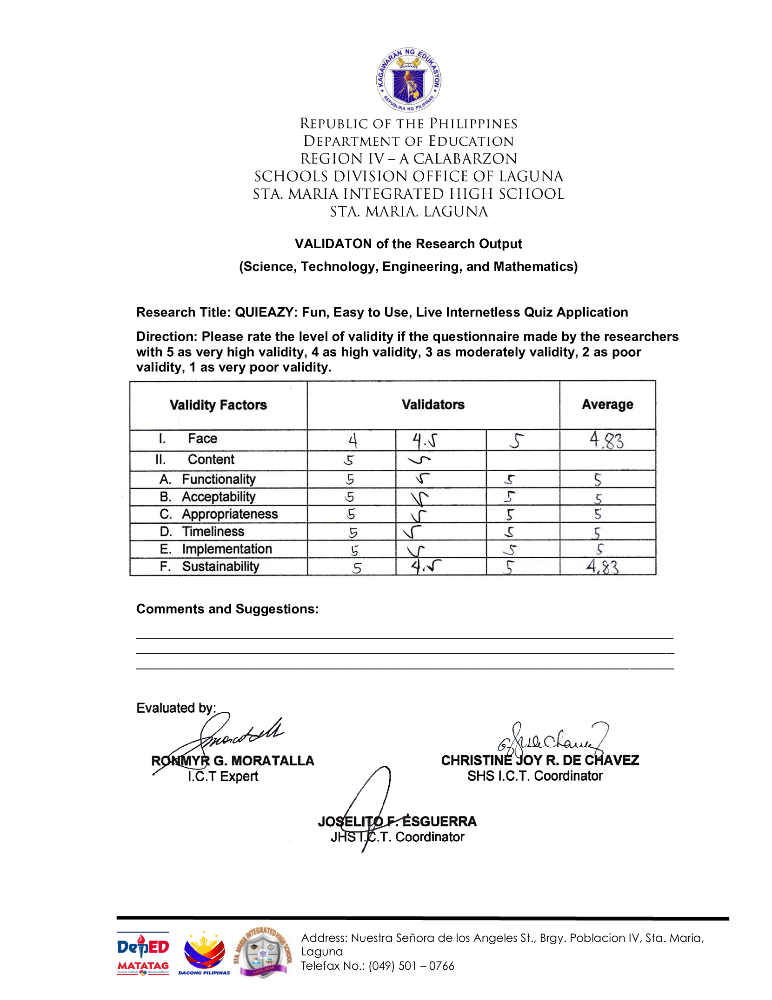 KAGAWARAN NG EDUKASYON
REPUBLIKA NG PILIPINAS
REPUBLIC OF THE PHILIPPINES
DEPARTMENT OF EDUCATION
REGION IV – A CALABARZON
SCHOOLS DIVISION OFFICE OF LAGUNA
STA. MARIA INTEGRATED HIGH SCHOOL
STA. MARIA, LAGUNA
VALIDATON of the Research Output
(Science, Technology, Engineering, and Mathematics)
Research Title: QUIEAZY: Fun, Easy to Use, Live Internetless Quiz Application
Direction: Please rate the level of validity if the questionnaire made by the researchers
with 5 as very high validity, 4 as high validity, 3 as moderately validity, 2 as poor
validity, 1 as very poor validity.
Validity Factors Validators Average
I. Face 4 4.5 5 4.83
II. Content 5 5
A. Functionality 5 5 5 5
B. Acceptability 5 5 5 5
C. Appropriateness 5 5 5 5
D. Timeliness 5 5 5 5
E. Implementation 5 5 5 5
F. Sustainability 5 4.5 5 4.83
Comments and Suggestions:
Evaluated by:
RONMYR G. MORATALLA
I.C.T Expert
CHRISTINE JOY R. DE CHAVEZ
SHS I.C.T. Coordinator
JOSELITO F. ESGUERRA
JHS I.C.T. Coordinator
DepED
MATATAG
BAGONG PILIPINAS
STA. MARIA INTEGRATED HIGH SCHOOL
1970-2016
Address: Nuestra Señora de los Angeles St., Brgy. Poblacion IV, Sta. Maria,
Laguna
Telefax No.: (049) 501 – 0766